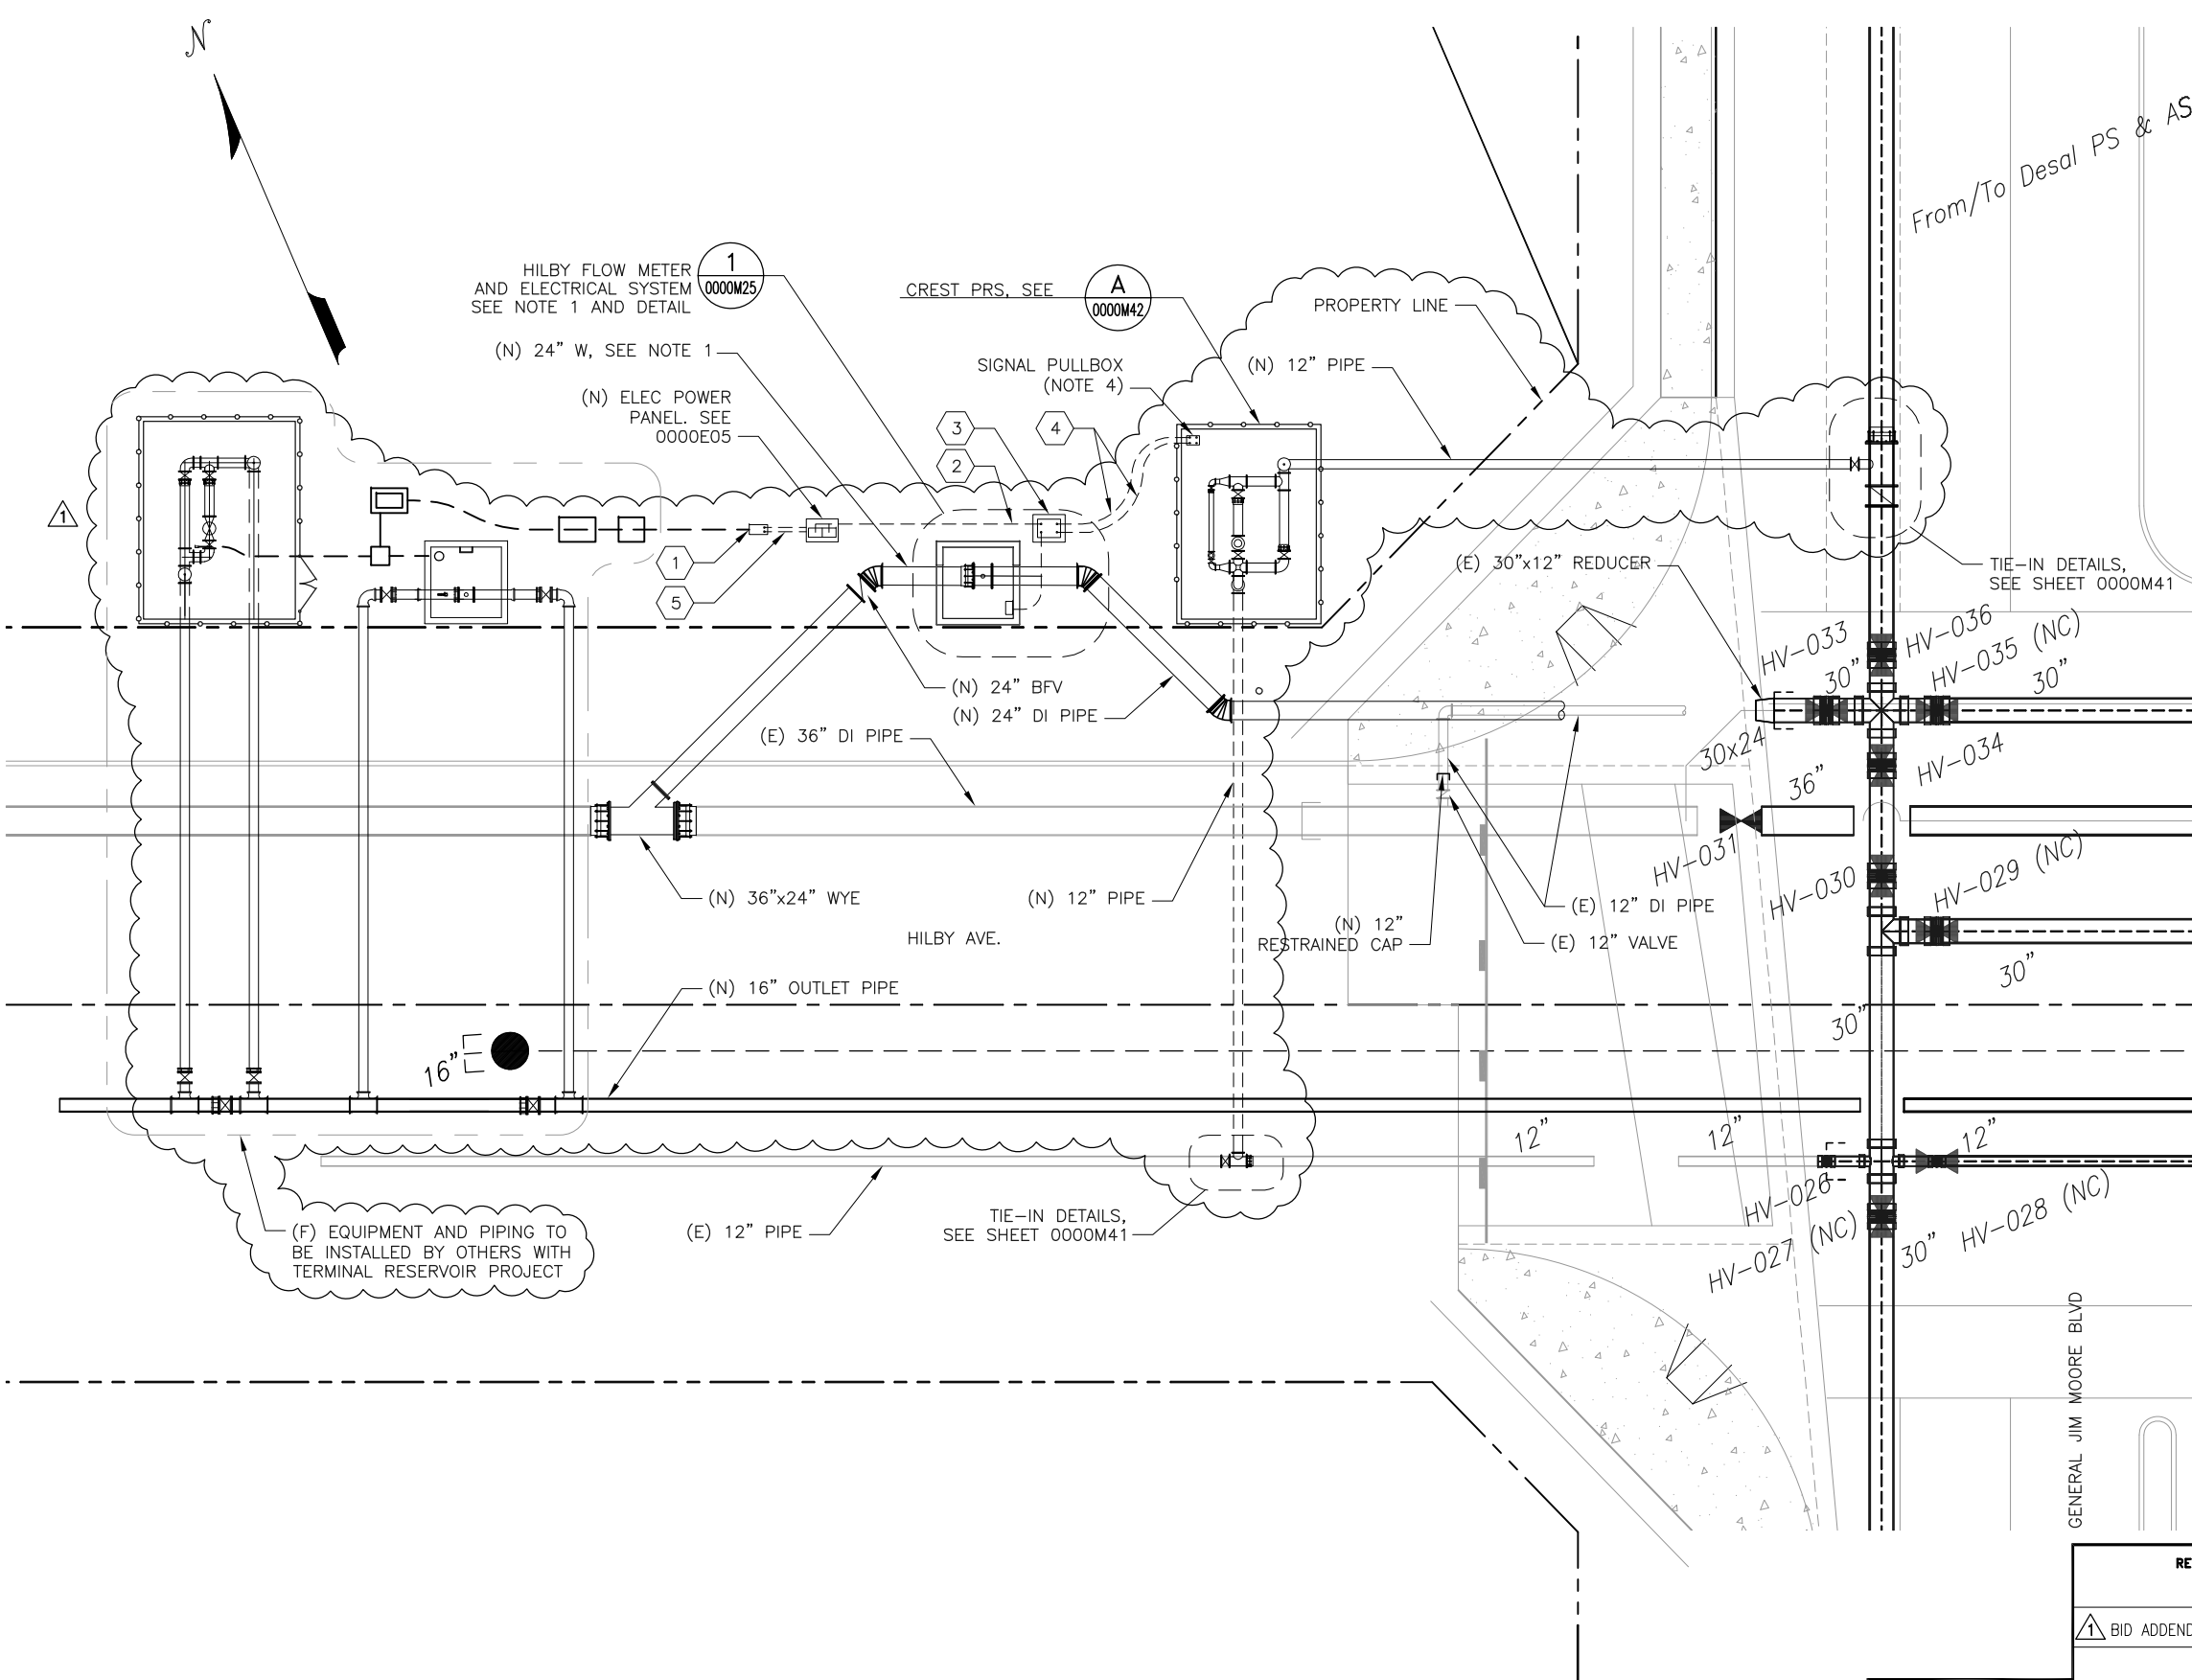 N
From/To Desal PS & AS
HILBY FLOW METER
AND ELECTRICAL SYSTEM
SEE NOTE 1 AND DETAIL
1
0000M25
CREST PRS, SEE
A
0000M42
PROPERTY LINE
(N) 24" W, SEE NOTE 1
SIGNAL PULLBOX
(NOTE 4)
(N) 12" PIPE
(N) ELEC POWER
PANEL. SEE
0000E05
3
4
2
1
1
5
(E) 30"x12" REDUCER
TIE-IN DETAILS,
SEE SHEET 0000M41
HV-033
30"
HV-036
HV-035 (NC)
30"
(N) 24" BFV
(N) 24" DI PIPE
(E) 36" DI PIPE
30x24
HV-034
36"
HV-031
HV-030
HV-029 (NC)
(N) 36"x24" WYE
(N) 12" PIPE
(E) 12" DI PIPE
(N) 12"
RESTRAINED CAP
(E) 12" VALVE
HILBY AVE.
30"
(N) 16" OUTLET PIPE
30"
16"
12"
12"
12"
HV-026
HV-027 (NC)
30"
HV-028 (NC)
(F) EQUIPMENT AND PIPING TO
BE INSTALLED BY OTHERS WITH
TERMINAL RESERVOIR PROJECT
(E) 12" PIPE
TIE-IN DETAILS,
SEE SHEET 0000M41
GENERAL JIM MOORE BLVD
RE
1 BID ADDEND